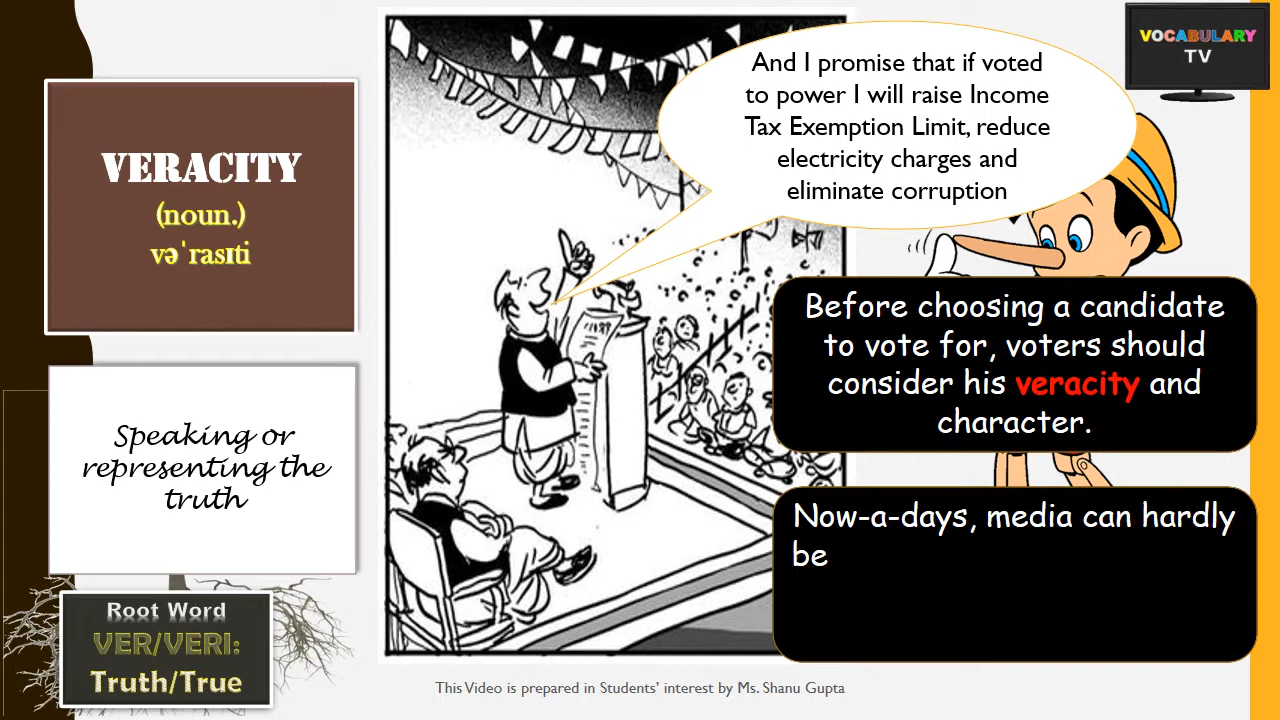 VOCABULARY
TV
VERACITY
(noun.)
vəˈrasɪti
Speaking or
representing the
truth
Root Word
VER/VERI:
Truth/True
And I promise that if voted
to power I will raise Income
Tax Exemption Limit, reduce
electricity charges and
eliminate corruption
Before choosing a candidate
to vote for, voters should
consider his veracity and
character.
Now-a-days, media can hardly
be
This Video is prepared in Students' interest by Ms. Shanu Gupta